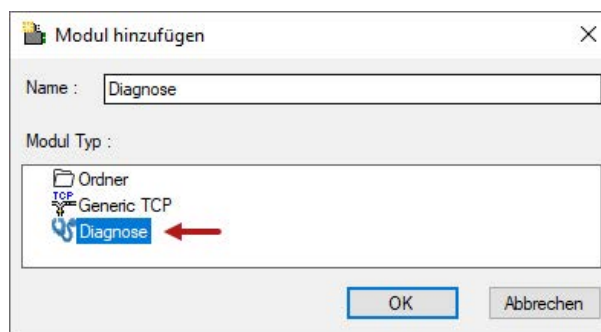 Modul hinzufügen
Name : Diagnose
Modul Typ :
Ordner
TCP
Generic TCP
Diagnose
OK Abbrechen